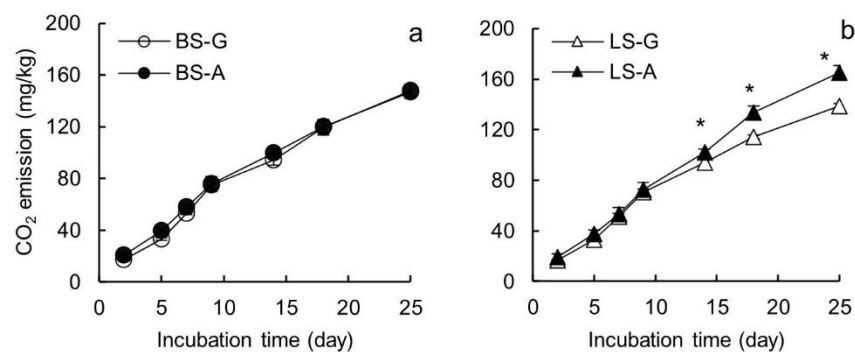 CO₂ emission (mg/kg)
200
160
120
80
40
0
BS-G
BS-A
a
0 5 10 15 20 25
Incubation time (day)
200
160
120
80
40
0
LS-G
LS-A
b
*
*
*
0 5 10 15 20 25
Incubation time (day)